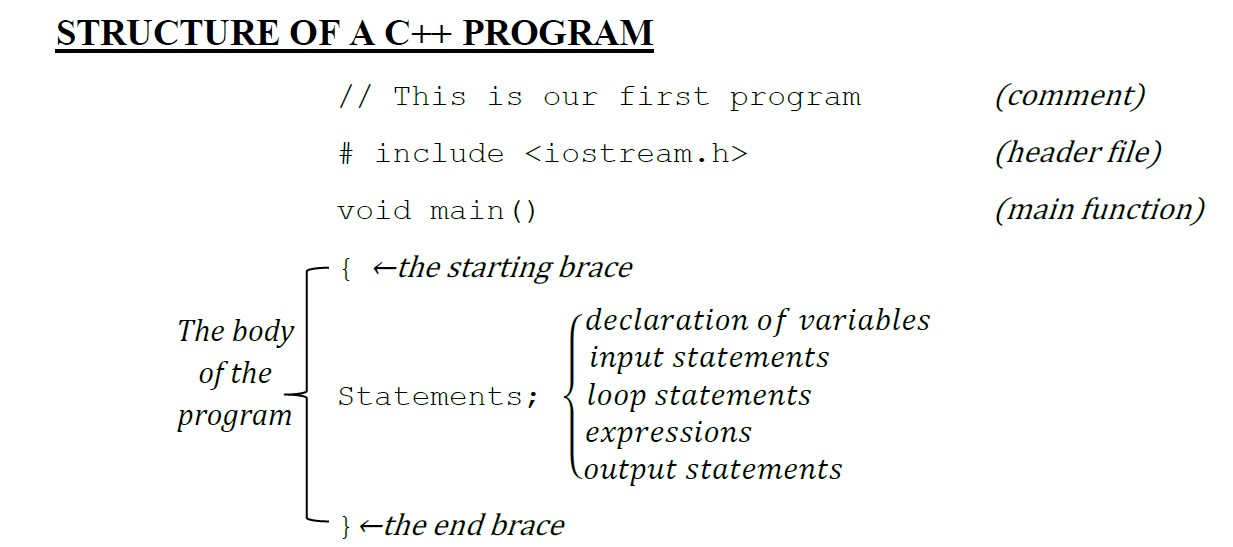 STRUCTURE OF A C++ PROGRAM
// This is our first program (comment)
# include <iostream.h> (header file)
void main() (main function)
{ ←the starting brace
The body
of the
program
Statements;
declaration of variables
input statements
loop statements
expressions
output statements
} ←the end brace